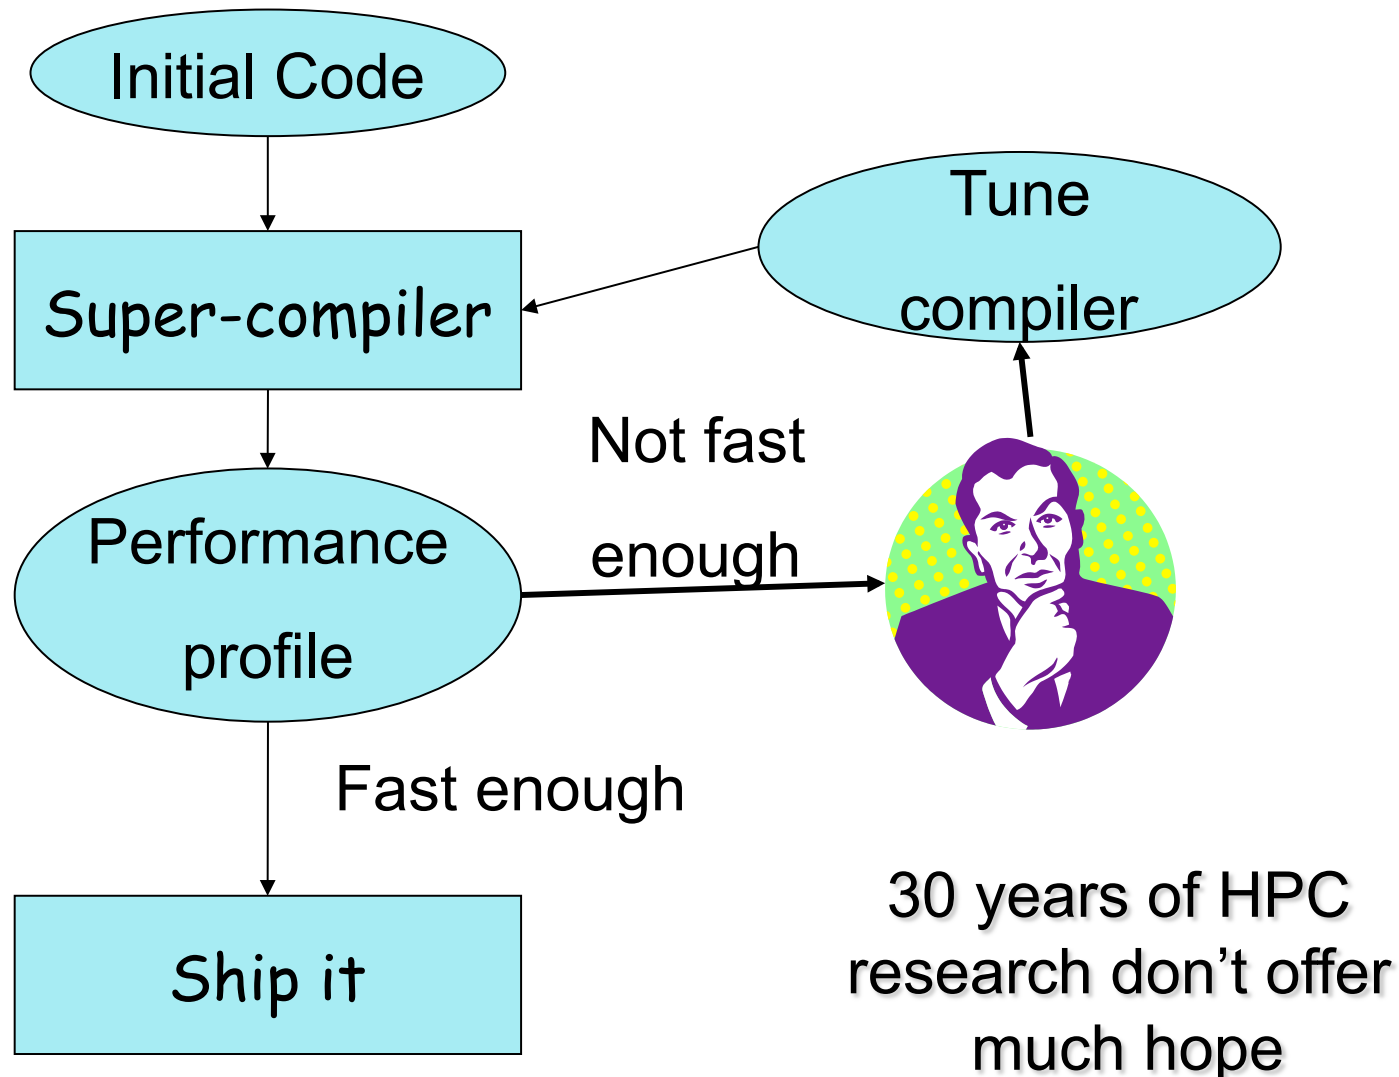 Initial Code
Tune
compiler
Super-compiler
Not fast
enough
Performance
profile
Fast enough
30 years of HPC
research don’t offer
much hope
Ship it